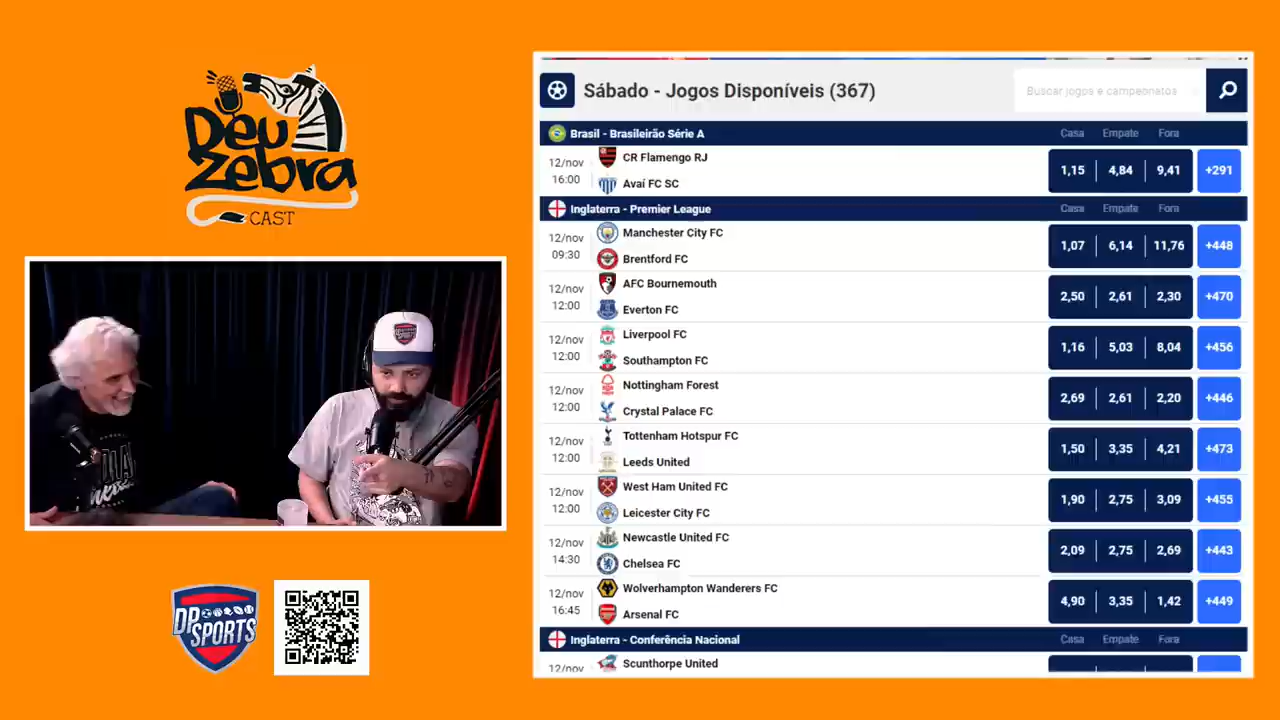 Deu
Zebra
CAST
DP
SPORTS
DP
SPORTS
Sábado - Jogos Disponíveis (367)
Buscar jogos e campeonatos
Brasil - Brasileirão Série A
Casa Empate Fora
12/nov
16:00
CR Flamengo RJ
Avaí FC SC
1,15 4,84 9,41 +291
Inglaterra - Premier League
Casa Empate Fora
12/nov
09:30
Manchester City FC
Brentford FC
1,07 6,14 11,76 +448
12/nov
12:00
AFC Bournemouth
Everton FC
2,50 2,61 2,30 +470
12/nov
12:00
Liverpool FC
Southampton FC
1,16 5,03 8,04 +456
12/nov
12:00
Nottingham Forest
Crystal Palace FC
2,69 2,61 2,20 +446
12/nov
12:00
Tottenham Hotspur FC
Leeds United
1,50 3,35 4,21 +473
12/nov
12:00
West Ham United FC
Leicester City FC
1,90 2,75 3,09 +455
12/nov
14:30
Newcastle United FC
Chelsea FC
2,09 2,75 2,69 +443
12/nov
16:45
Wolverhampton Wanderers FC
Arsenal FC
4,90 3,35 1,42 +449
Inglaterra - Conferência Nacional
Casa Empate Fora
12/nov
Scunthorpe United